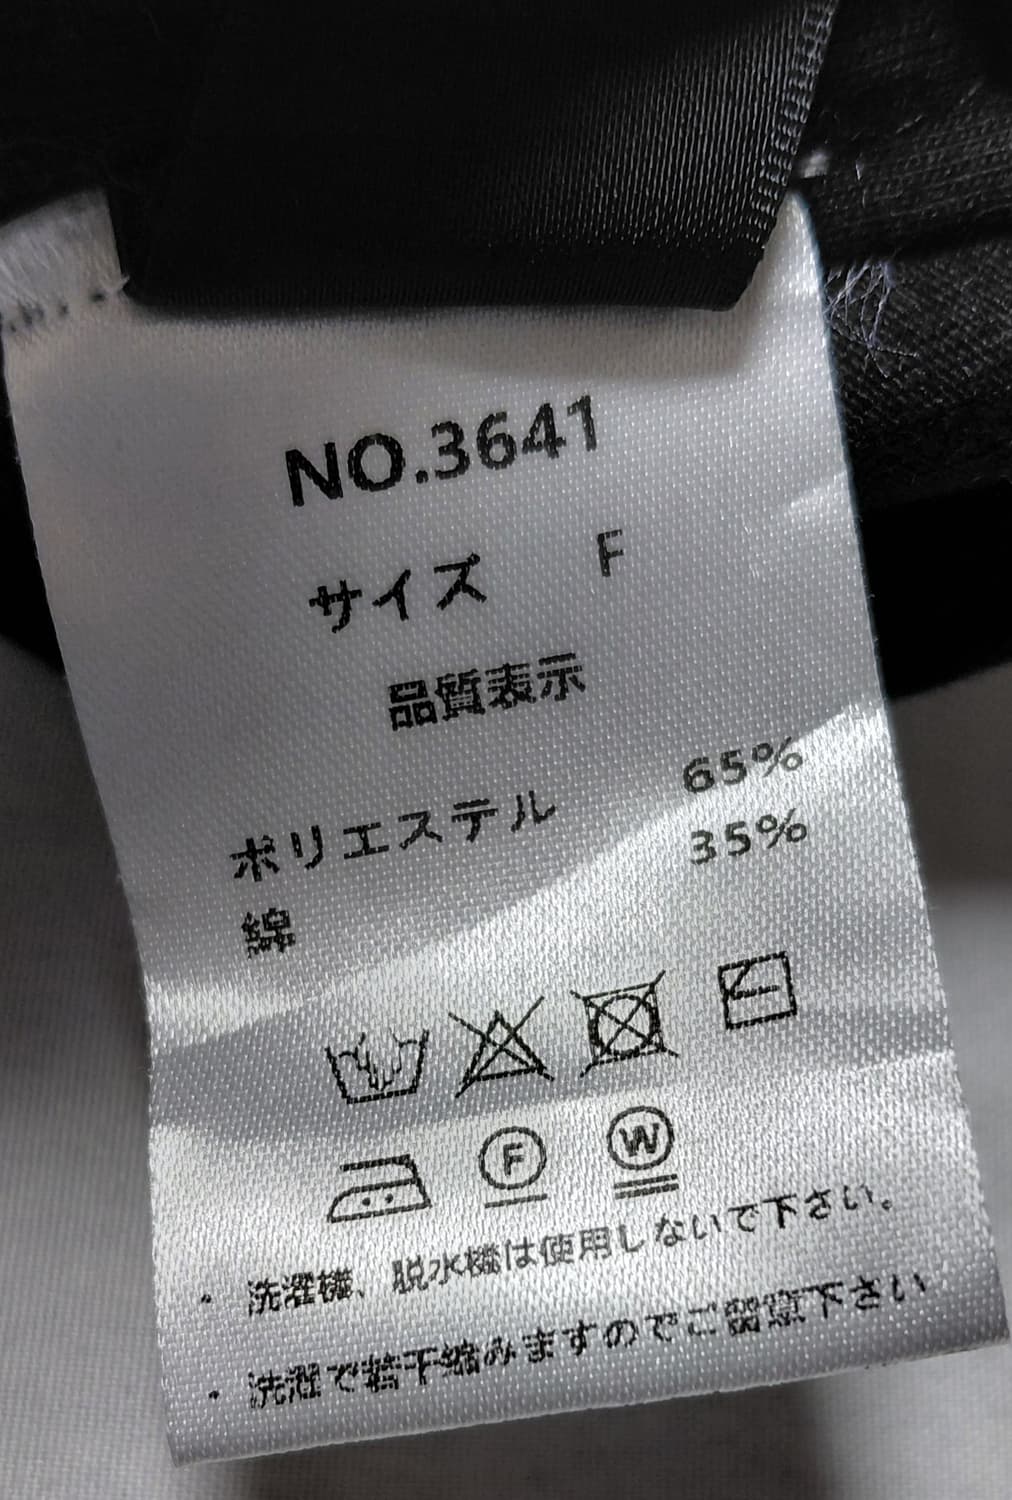 NO.3641
サイズ F
品質表示
ポリエステル 65%
綿 35%
F W
・洗濯機、脱水機は使用しないで下さい。
・洗濯で若干縮みますのでご留意下さい